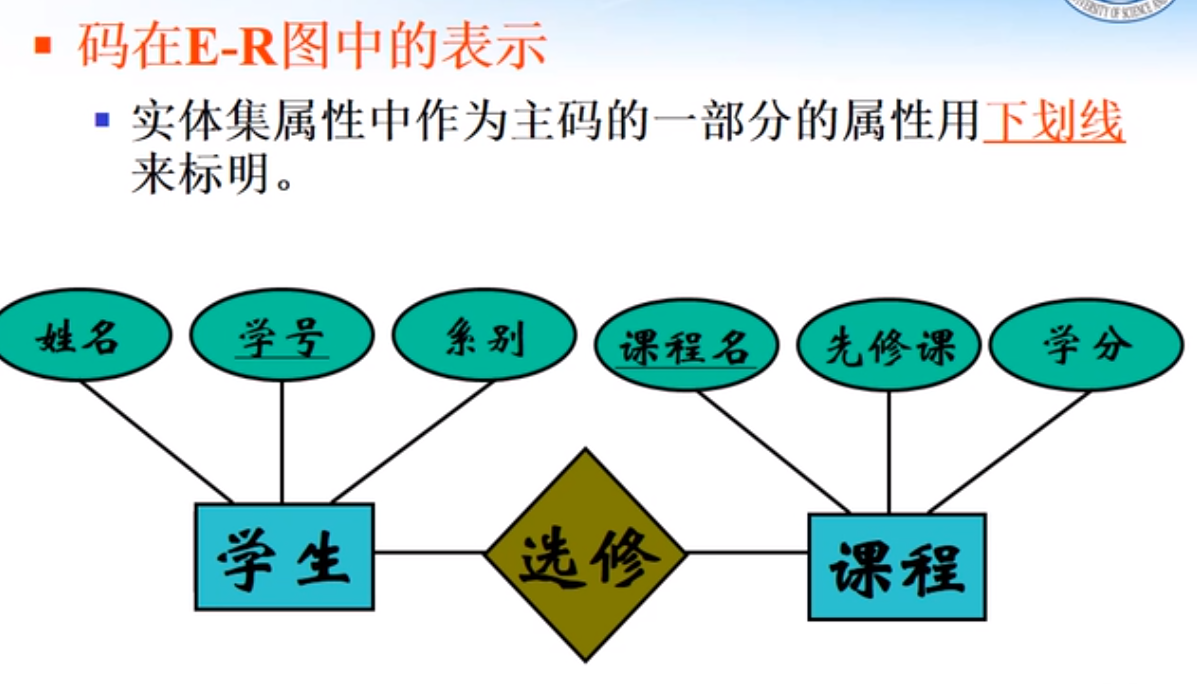 码在E-R图中的表示
实体集属性中作为主码的一部分的属性用下划线
来标明。
姓名
学号
系别
课程名
先修课
学分
学生
选修
课程